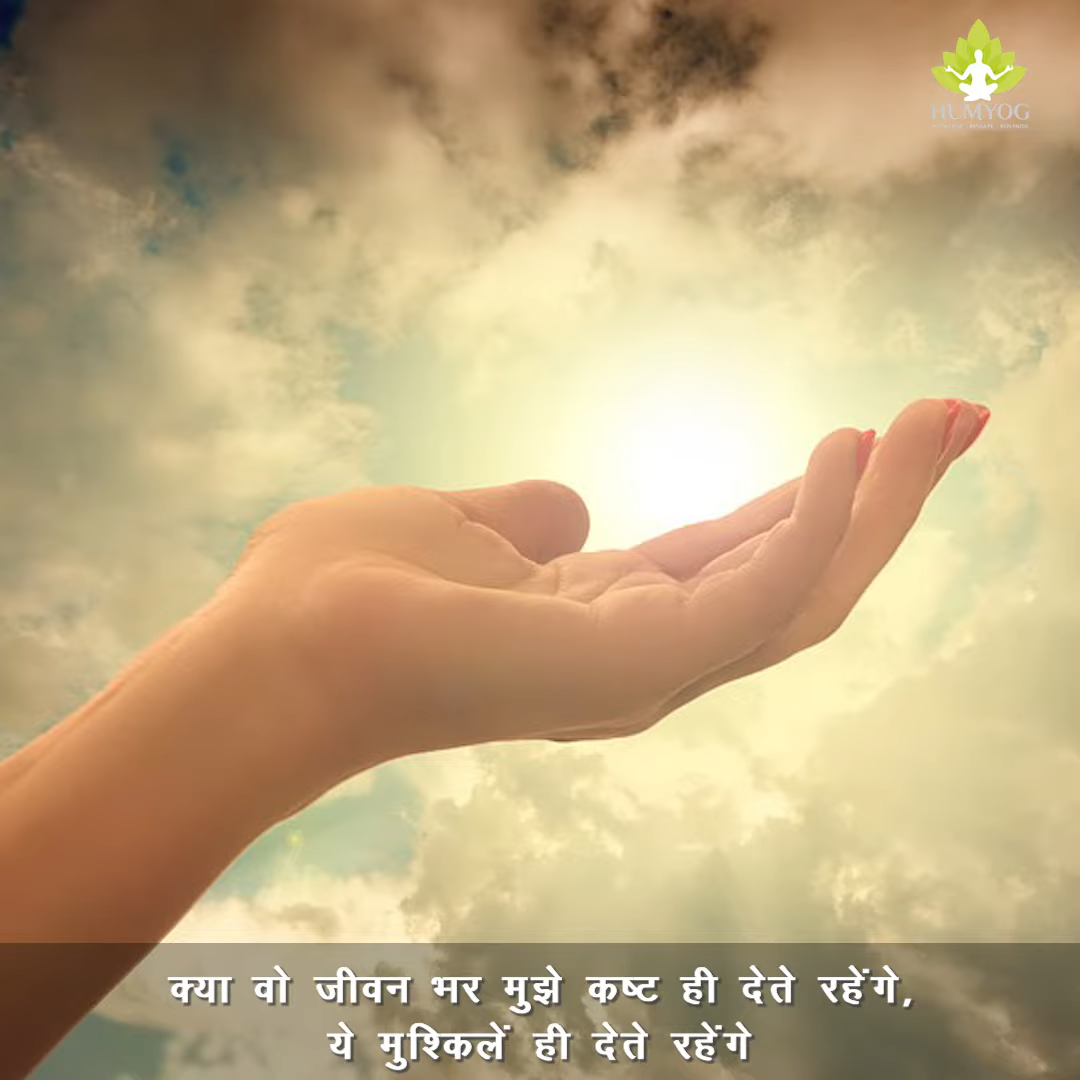 HUMYOG
क्या वो जीवन भर मुझे कष्ट ही देते रहेंगे,
ये मुश्किलें ही देते रहेंगे